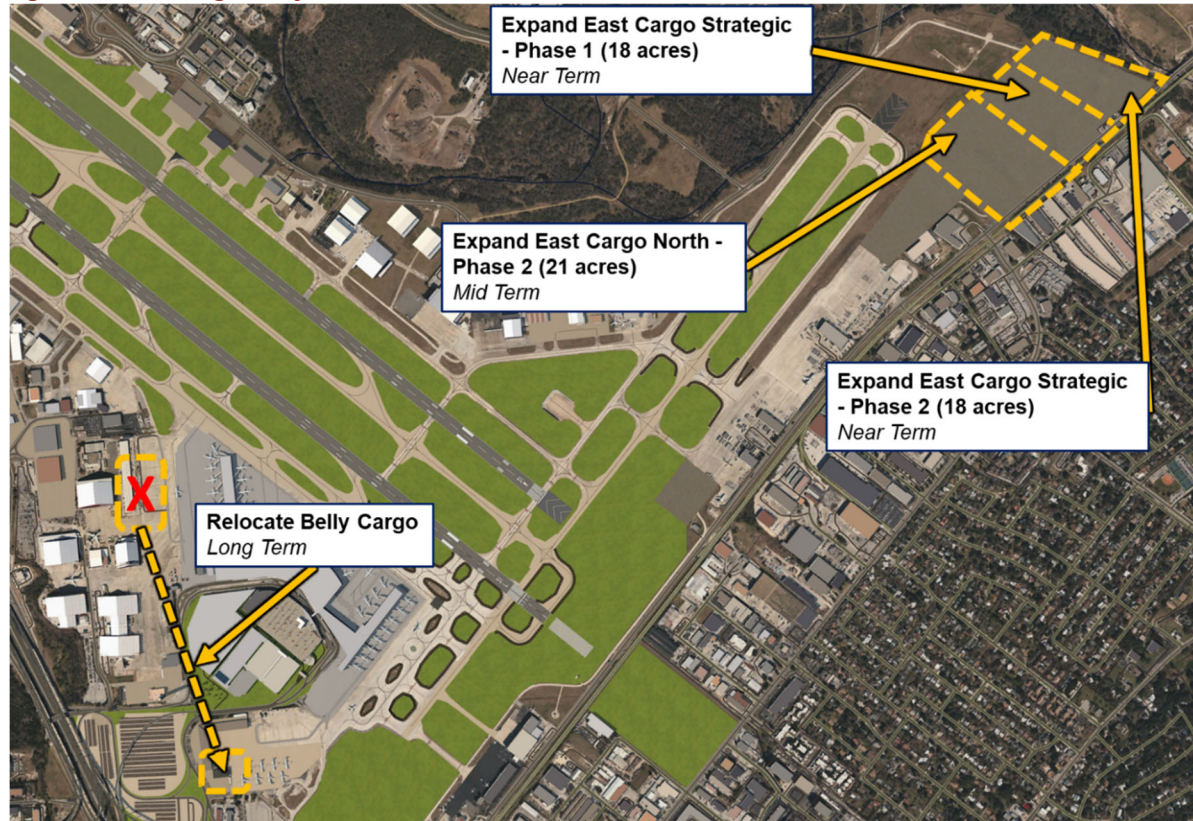 Expand East Cargo Strategic
- Phase 1 (18 acres)
Near Term
Expand East Cargo North -
Phase 2 (21 acres)
Mid Term
Expand East Cargo Strategic
- Phase 2 (18 acres)
Near Term
X
Relocate Belly Cargo
Long Term